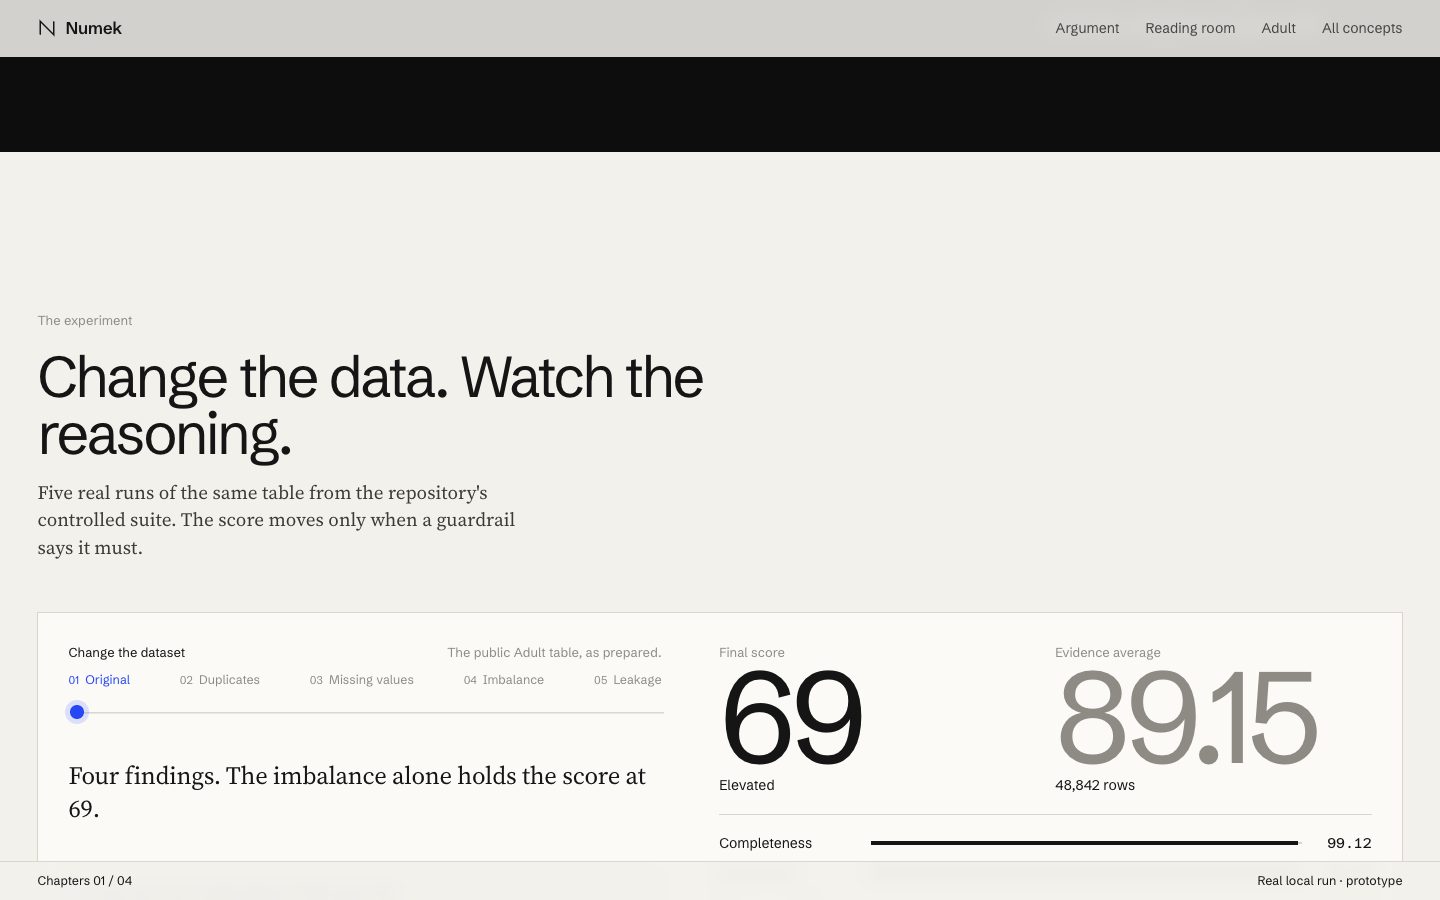 Numek
Argument Reading room Adult All concepts
The experiment
Change the data. Watch the
reasoning.
Five real runs of the same table from the repository's
controlled suite. The score moves only when a guardrail
says it must.
Change the dataset The public Adult table, as prepared.
01 Original 02 Duplicates 03 Missing values 04 Imbalance 05 Leakage
Four findings. The imbalance alone holds the score at
69.
Final score
69
Elevated
Evidence average
89.15
48,842 rows
Completeness 99.12
Chapters 01 / 04
Real local run · prototype